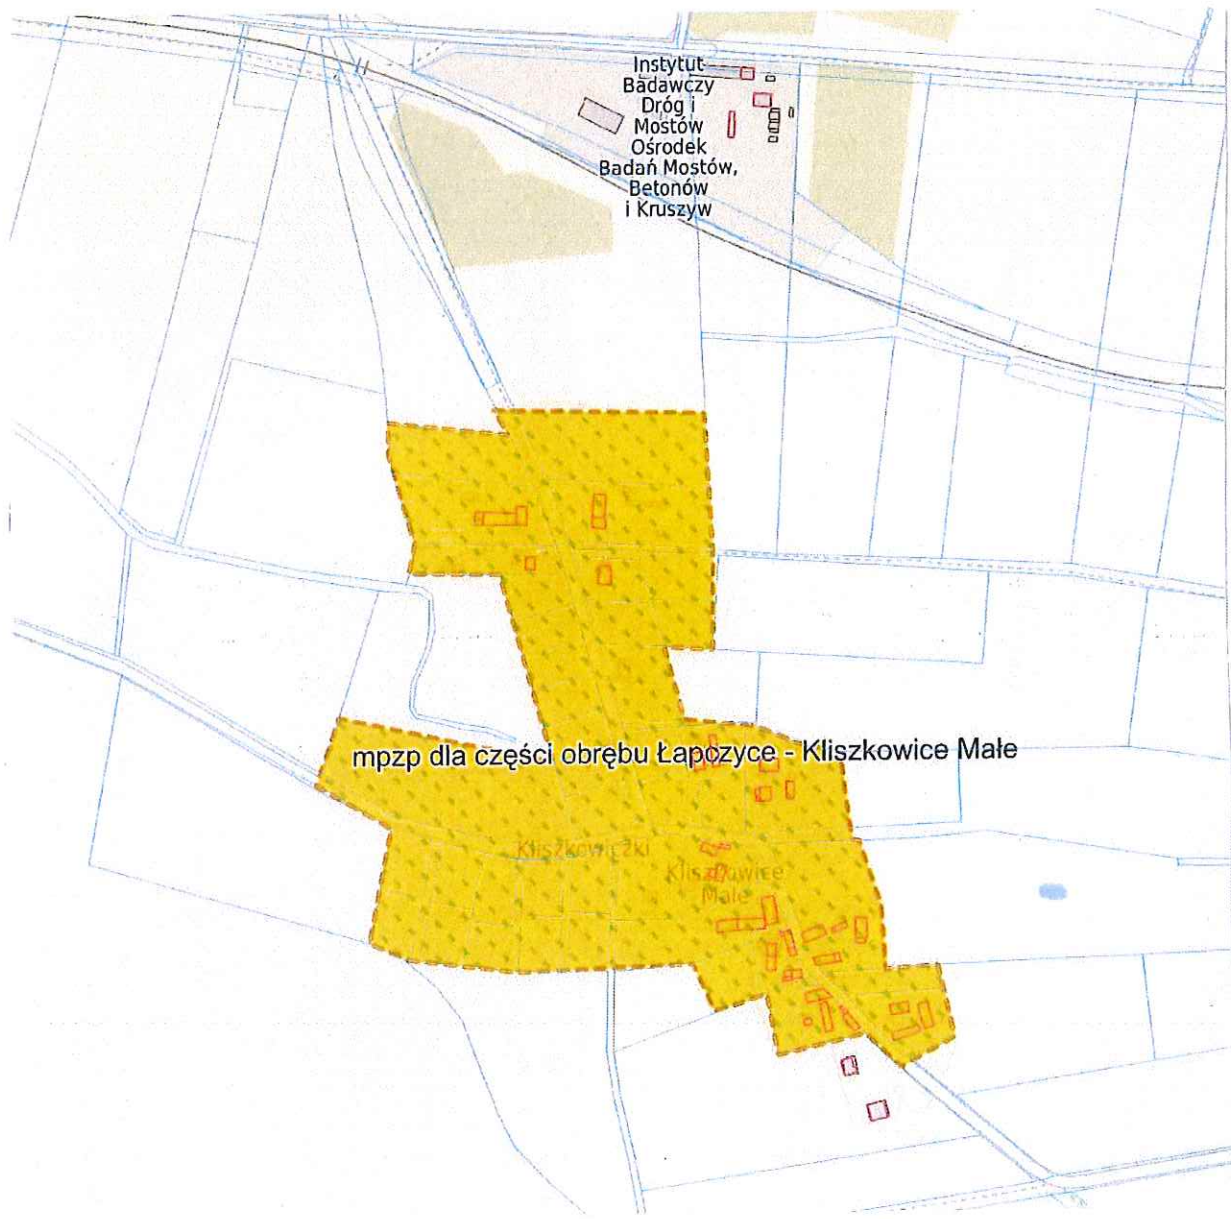 Instytut
Badawczy
Dróg i
Mostów
Ośrodek
Badań Mostów,
Betonów
i Kruszyw
mpzp dla części obrębu Łapczyce - Kliszkowice Małe
Kliszkowiczki
Kliszkowice
Małe